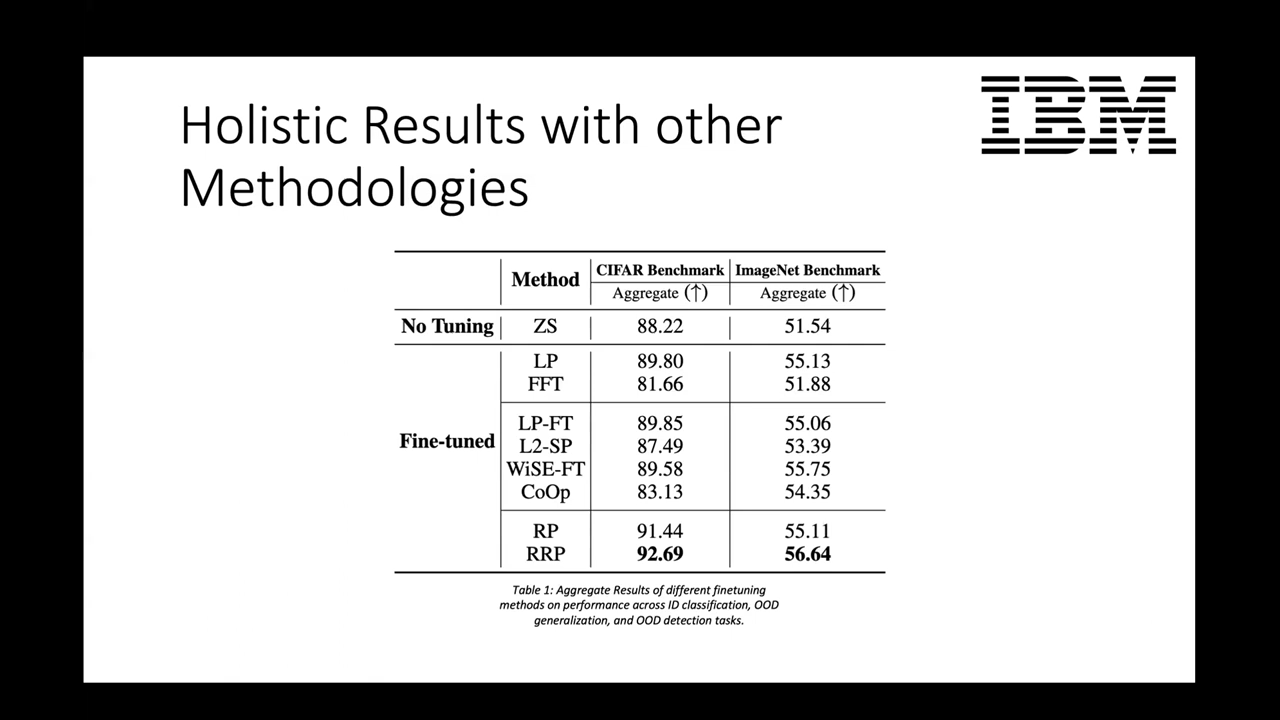 Holistic Results with other
Methodologies
IBM
Method CIFAR Benchmark ImageNet Benchmark
Aggregate (↑) Aggregate (↑)
No Tuning ZS 88.22 51.54
LP 89.80 55.13
FFT 81.66 51.88
LP-FT 89.85 55.06
Fine-tuned L2-SP 87.49 53.39
WiSE-FT 89.58 55.75
CoOp 83.13 54.35
RP 91.44 55.11
RRP 92.69 56.64
Table 1: Aggregate Results of different finetuning
methods on performance across ID classification, OOD
generalization, and OOD detection tasks.